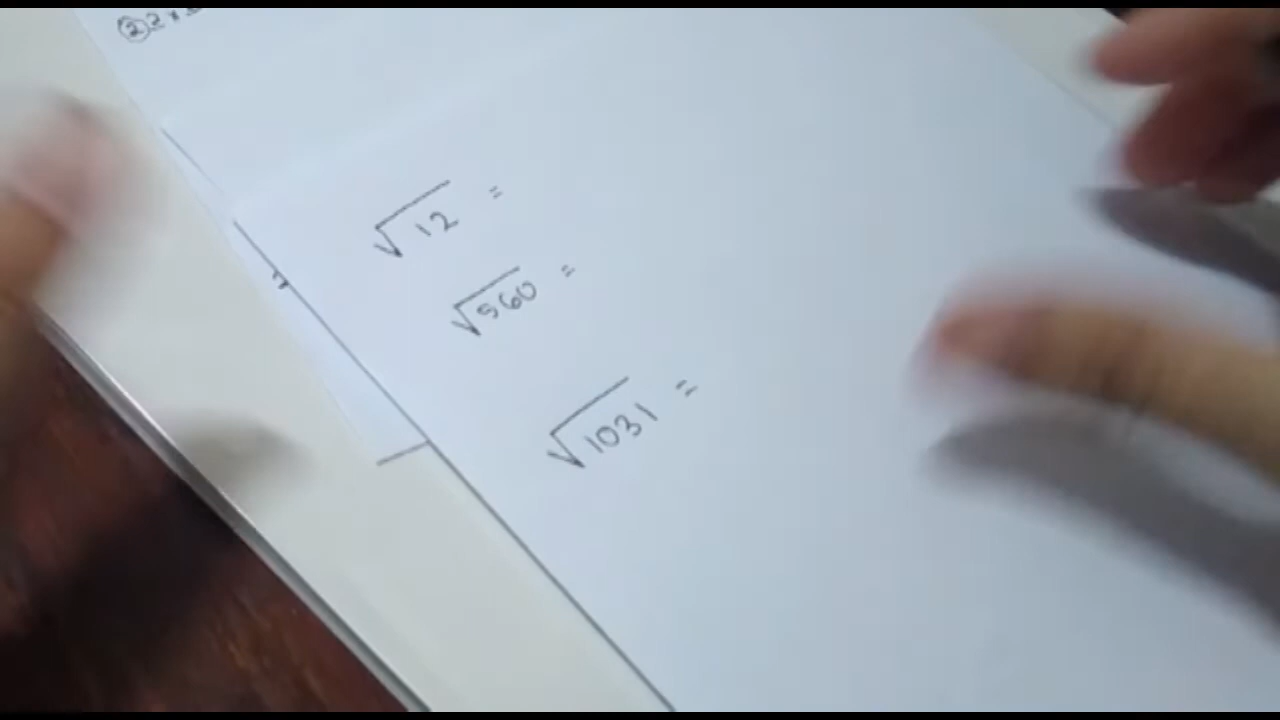 √12 =
√560 =
√1031 =